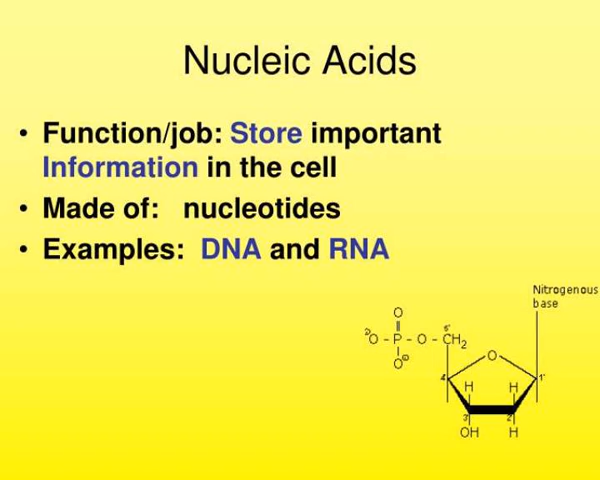 Nucleic Acids
• Function/job: Store important
Information in the cell
• Made of: nucleotides
• Examples: DNA and RNA
Nitrogenous
base
O
O - P - O - CH2
5'
O
O
4'
1'
H H
3' 2'
OH H